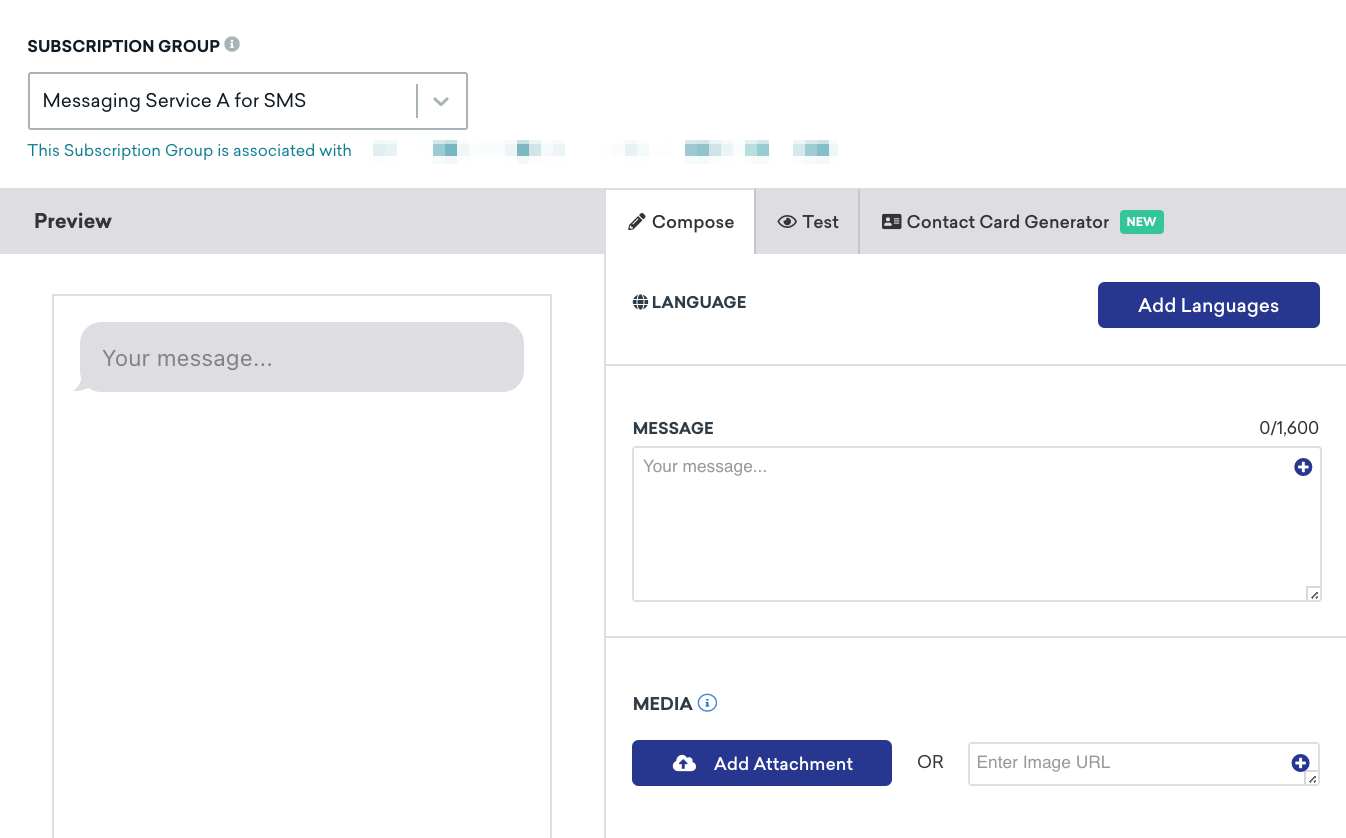 SUBSCRIPTION GROUP
Messaging Service A for SMS
This Subscription Group is associated with
Preview
Compose
Test
Contact Card Generator NEW
LANGUAGE
Add Languages
Your message...
MESSAGE
0/1,600
Your message...
MEDIA
Add Attachment
OR
Enter Image URL